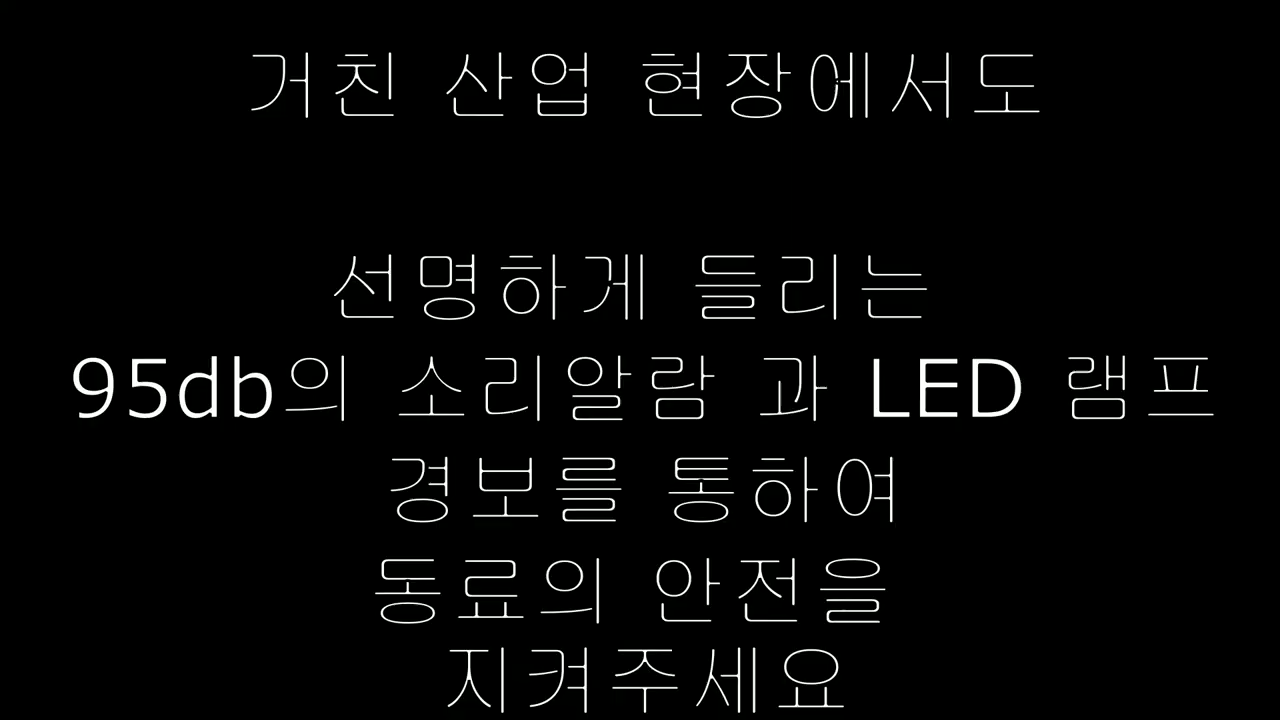 거친 산업 현장에서도
선명하게 들리는
95db의 소리알람 과 LED 램프
경보를 통하여
동료의 안전을
지켜주세요